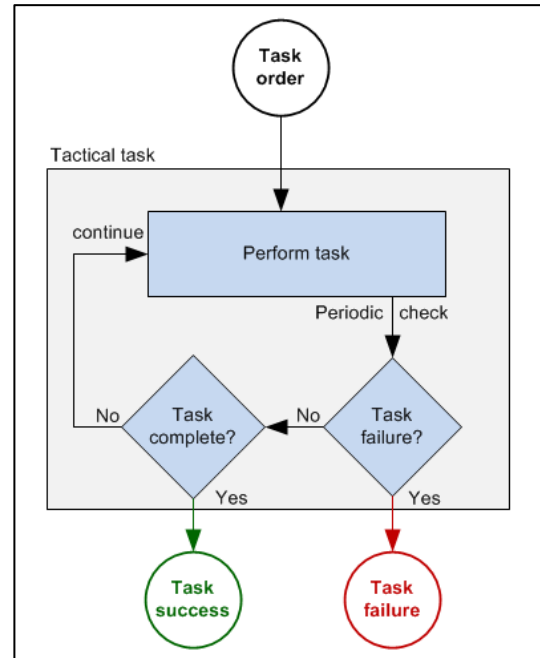 Task
order
Tactical task
continue
Perform task
Periodic check
No
Task
complete?
No
Task
failure?
Yes
Yes
Task
success
Task
failure